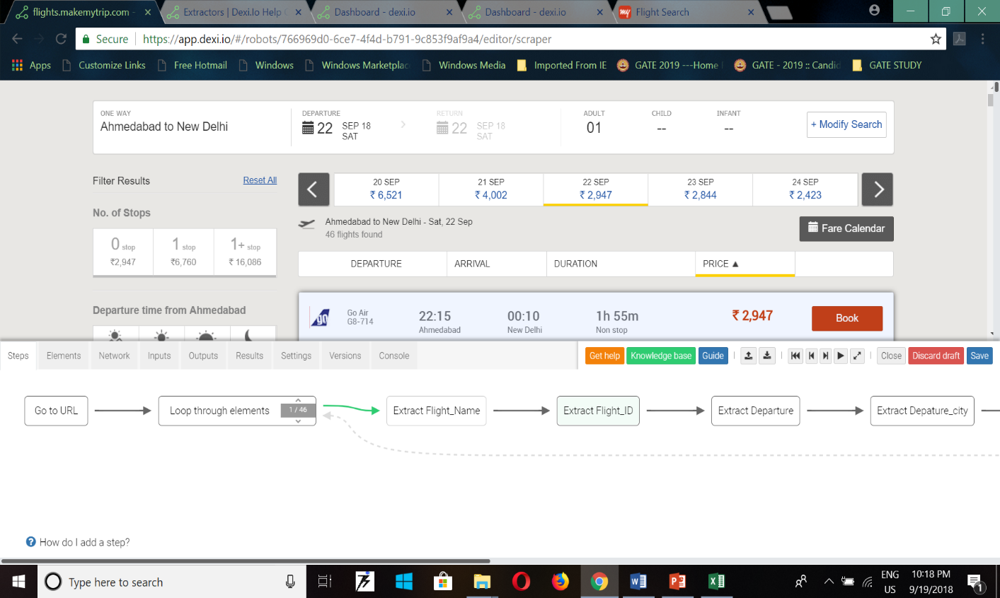 flights.makemytrip.com -
Extractors | Dexi.Io Help
Dashboard - dexi.io
Dashboard - dexi.io
my Flight Search
Secure https://app.dexi.io/#/robots/766969d0-6ce7-4f4d-b791-9c853f9af9a4/editor/scraper
Apps Customize Links Free Hotmail Windows Windows Marketplac Windows Media Imported From IE GATE 2019 ---Home GATE - 2019 :: Candid GATE STUDY
ONE WAY
Ahmedabad to New Delhi
DEPARTURE
22 SEP 18
SAT
RETURN
22 SEP 18
SAT
ADULT
01
CHILD
--
INFANT
--
+ Modify Search
Filter Results Reset All
No. of Stops
0 stop
₹2,947
1 stop
₹6,760
1+ stop
₹ 16,086
Departure time from Ahmedabad
20 SEP
₹ 6,521
21 SEP
₹ 4,002
22 SEP
₹ 2,947
23 SEP
₹ 2,844
24 SEP
₹ 2,423
Ahmedabad to New Delhi - Sat, 22 Sep
46 flights found
Fare Calendar
DEPARTURE ARRIVAL DURATION PRICE ▲
go
Go Air
G8-714
22:15
Ahmedabad
00:10
New Delhi
1h 55m
Non stop
₹ 2,947
Book
Steps Elements Network Inputs Outputs Results Settings Versions Console
Get help Knowledge base Guide Close Discard draft Save
Go to URL
Loop through elements 1 / 46
Extract Flight_Name
Extract Flight_ID
Extract Departure
Extract Depature_city
How do I add a step?
Type here to search
ENG
US
10:18 PM
9/19/2018
1